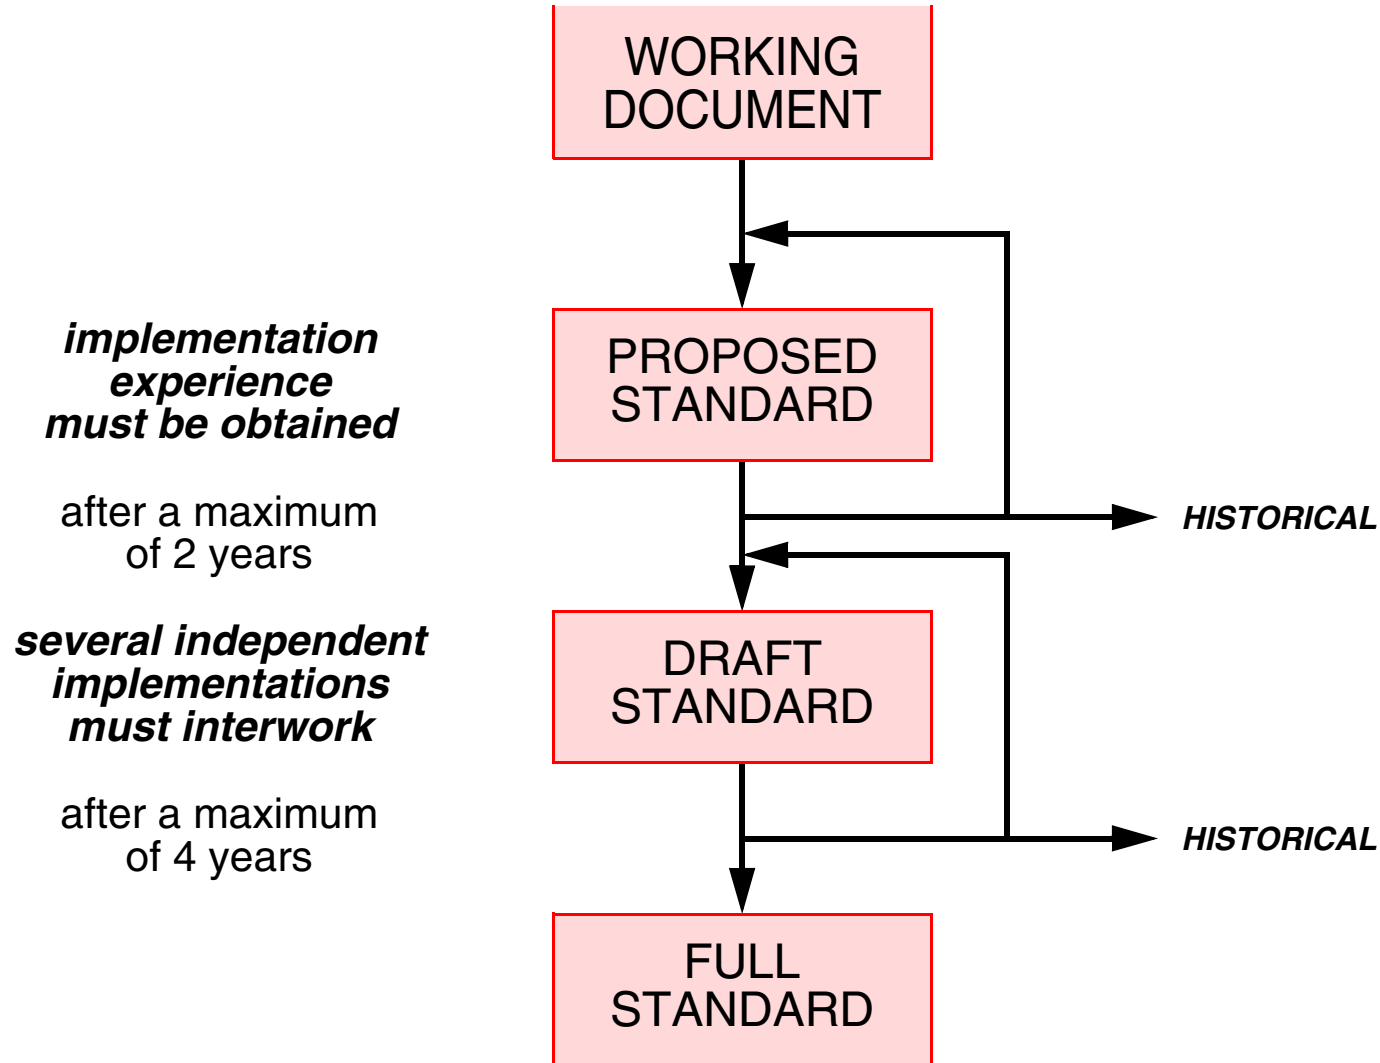 WORKING
DOCUMENT
implementation
experience
must be obtained
PROPOSED
STANDARD
after a maximum
of 2 years
HISTORICAL
several independent
implementations
must interwork
DRAFT
STANDARD
after a maximum
of 4 years
HISTORICAL
FULL
STANDARD